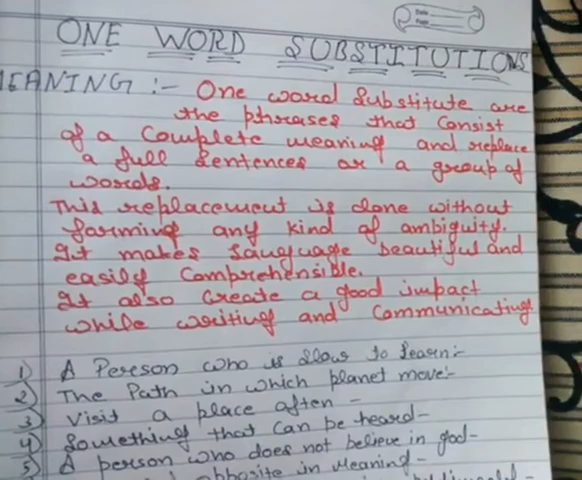 ONE WORD SUBSTITUTIONS
MEANING :- One word Substitute are
the phrases that Consist
of a Complete meaning and replace
a full Sentences or a group of
words.
This replacement is done without
farming any kind of ambiguity.
It makes language beautiful and
easily Comprehensible.
It also Create a good impact
while writing and Communicating
1) A Person who is slow to learn:-
2) The Path in which planet move:-
3) Visit a place often -
4) Something that can be heard-
5) A person who does not believe in god-
opposite in Meaning-